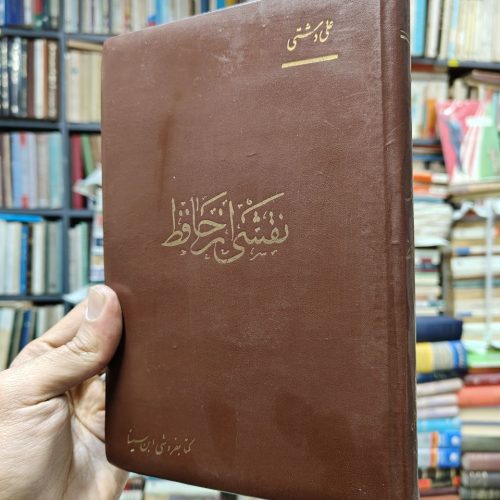 علی دشتی
نقشی از حافظ
کتابفروشی ابن سینا